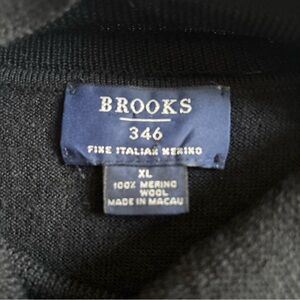 BROOKS
346
FINE ITALIAN MERINO
XL
100% MERINO
WOOL
MADE IN MACAU